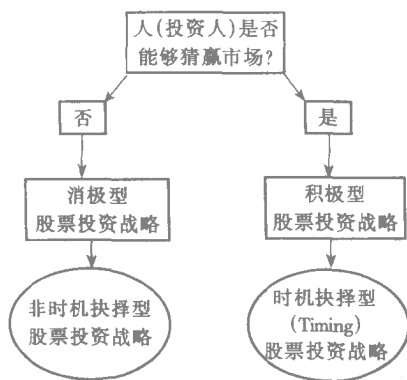 人(投资人)是否
能够猜赢市场?
否
是
消极型
股票投资战略
积极型
股票投资战略
非时机抉择型
股票投资战略
时机抉择型
(Timing)
股票投资战略